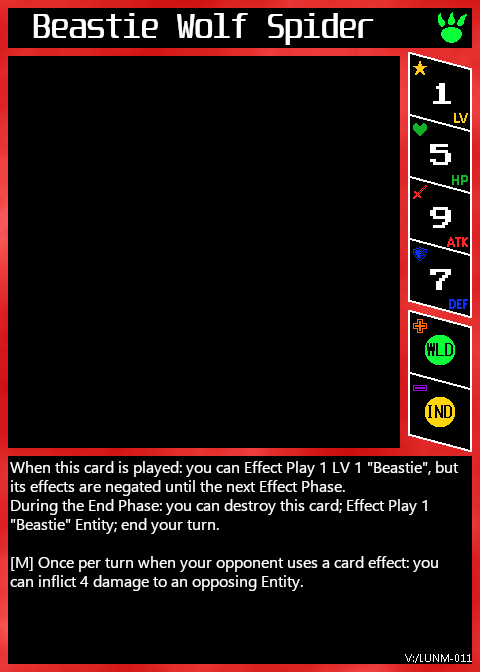 Beastie Wolf Spider
1
LV
5
HP
9
ATK
7
DEF
WLD
IND
When this card is played: you can Effect Play 1 LV 1 "Beastie", but
its effects are negated until the next Effect Phase.
During the End Phase: you can destroy this card; Effect Play 1
"Beastie" Entity; end your turn.
[M] Once per turn when your opponent uses a card effect: you
can inflict 4 damage to an opposing Entity.
V:/LUNM-011